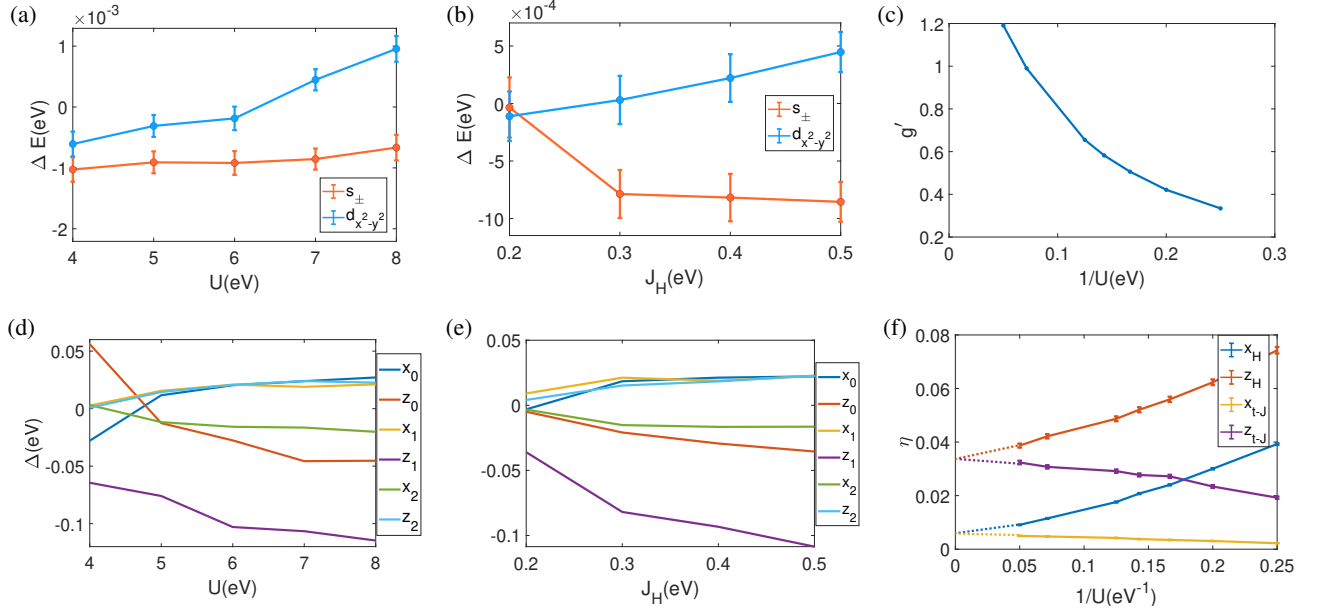 (a)
×10⁻³
1
0
-1
-2
Δ E(eV)
4
5
6
7
8
U(eV)
s±
d_{x²-y²}
(b)
×10⁻⁴
5
0
-5
-10
Δ E(eV)
0.2
0.3
0.4
0.5
J_H(eV)
s±
d_{x²-y²}
(c)
1.2
1
0.8
0.6
0.4
0.2
g′
0
0.1
0.2
0.3
1/U(eV)
(d)
0.05
0
-0.05
-0.1
Δ(eV)
4
5
6
7
8
U(eV)
x₀
z₀
x₁
z₁
x₂
z₂
(e)
0.05
0
-0.05
-0.1
Δ(eV)
0.2
0.3
0.4
0.5
J_H(eV)
x₀
z₀
x₁
z₁
x₂
z₂
(f)
0.08
0.06
0.04
0.02
0
η
0
0.05
0.1
0.15
0.2
0.25
1/U(eV⁻¹)
x_H
z_H
x_{t-J}
z_{t-J}